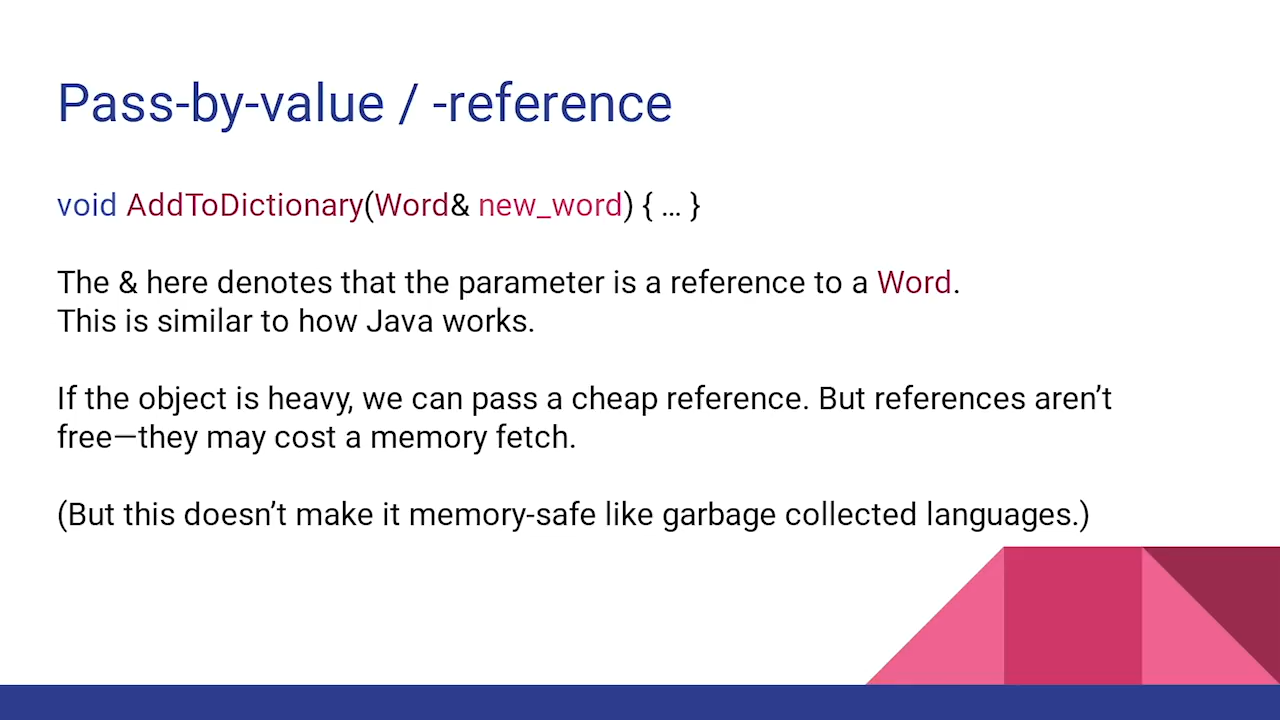 Pass-by-value / -reference
void AddToDictionary(Word& new_word) { … }
The & here denotes that the parameter is a reference to a Word.
This is similar to how Java works.
If the object is heavy, we can pass a cheap reference. But references aren’t
free—they may cost a memory fetch.
(But this doesn’t make it memory-safe like garbage collected languages.)